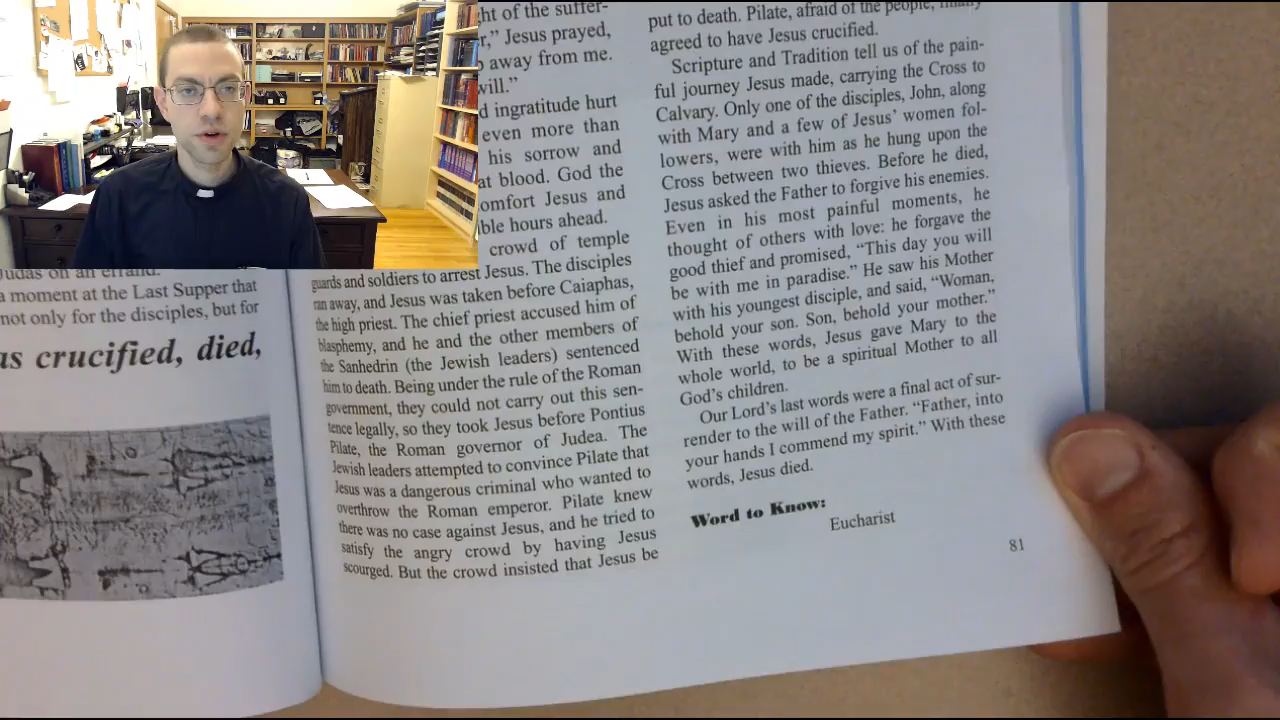 Judas on an errand.
a moment at the Last Supper that
not only for the disciples, but for
as crucified, died,
ht of the suffer-
," Jesus prayed,
away from me.
will."
d ingratitude hurt
even more than
his sorrow and
at blood. God the
omfort Jesus and
ble hours ahead.
crowd of temple
guards and soldiers to arrest Jesus. The disciples
ran away, and Jesus was taken before Caiaphas,
the high priest. The chief priest accused him of
blasphemy, and he and the other members of
the Sanhedrin (the Jewish leaders) sentenced
him to death. Being under the rule of the Roman
government, they could not carry out this sen-
tence legally, so they took Jesus before Pontius
Pilate, the Roman governor of Judea. The
Jewish leaders attempted to convince Pilate that
Jesus was a dangerous criminal who wanted to
overthrow the Roman emperor. Pilate knew
there was no case against Jesus, and he tried to
satisfy the angry crowd by having Jesus
scourged. But the crowd insisted that Jesus be
put to death. Pilate, afraid of the people, finally
agreed to have Jesus crucified.
Scripture and Tradition tell us of the pain-
ful journey Jesus made, carrying the Cross to
Calvary. Only one of the disciples, John, along
with Mary and a few of Jesus' women fol-
lowers, were with him as he hung upon the
Cross between two thieves. Before he died,
Jesus asked the Father to forgive his enemies.
Even in his most painful moments, he
thought of others with love: he forgave the
good thief and promised, "This day you will
be with me in paradise." He saw his Mother
with his youngest disciple, and said, "Woman,
behold your son. Son, behold your mother."
With these words, Jesus gave Mary to the
whole world, to be a spiritual Mother to all
God's children.
Our Lord's last words were a final act of sur-
render to the will of the Father. "Father, into
your hands I commend my spirit." With these
words, Jesus died.
Word to Know:
Eucharist
81